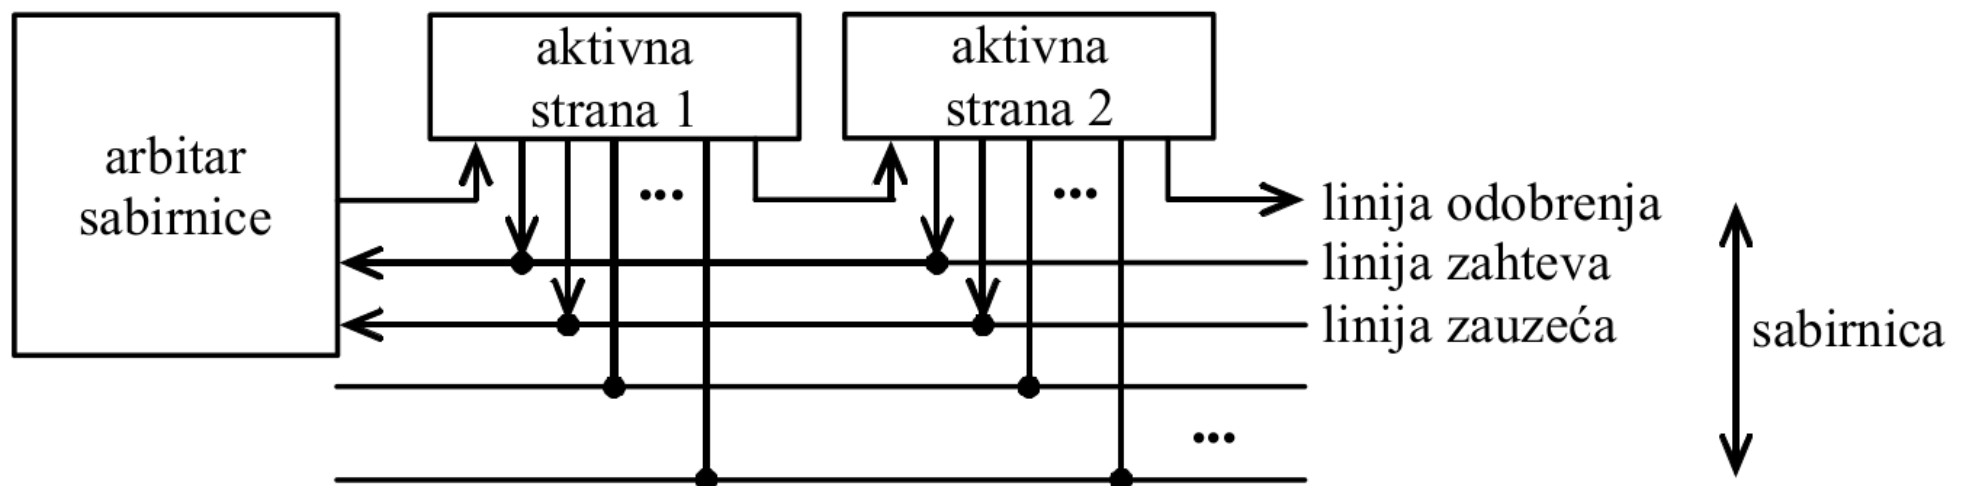 arbitar
sabirnice
aktivna
strana 1
aktivna
strana 2
...
...
linija odobrenja
linija zahteva
linija zauzeća
...
sabirnica